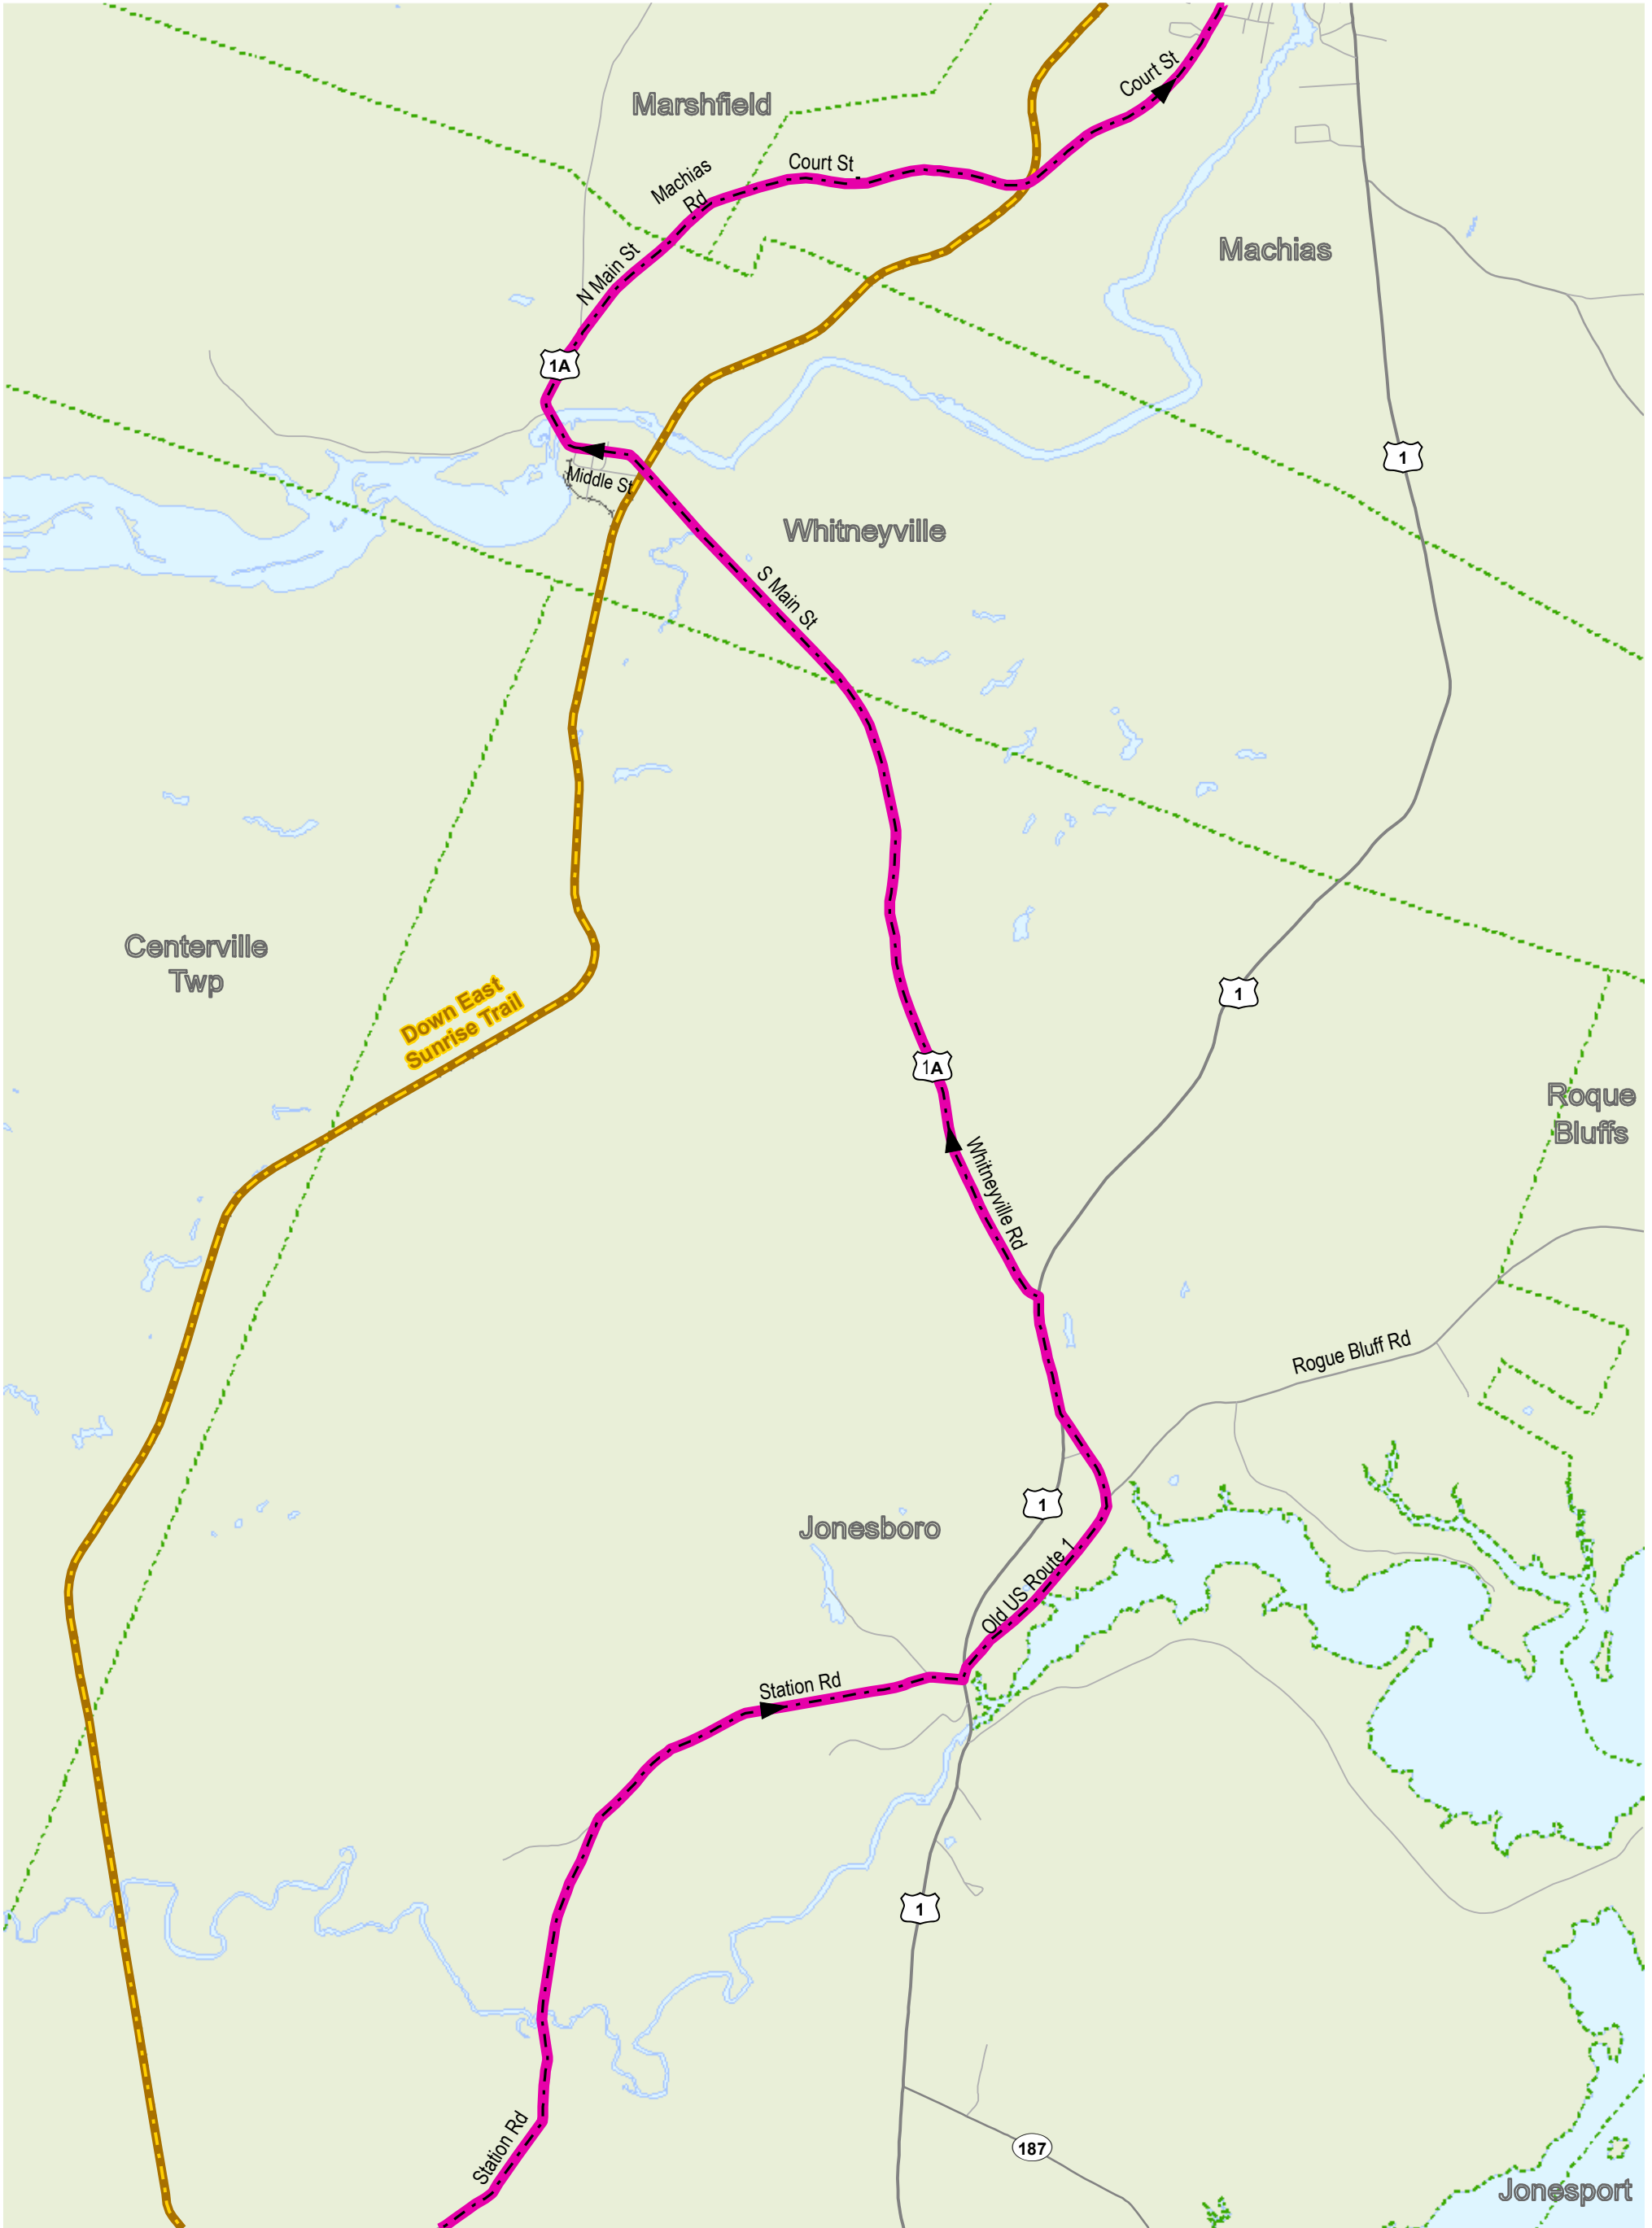 Court St
Marshfield
Court St
Machias
Rd
Machias
N Main St
1A
1
Middle St
Whitneyville
S Main St
Centerville
Twp
Down East
Sunrise Trail
1
1A
Roque
Bluffs
Whitneyville Rd
Rogue Bluff Rd
1
Jonesboro
Old US Route 1
Station Rd
1
Station Rd
187
Jonesport